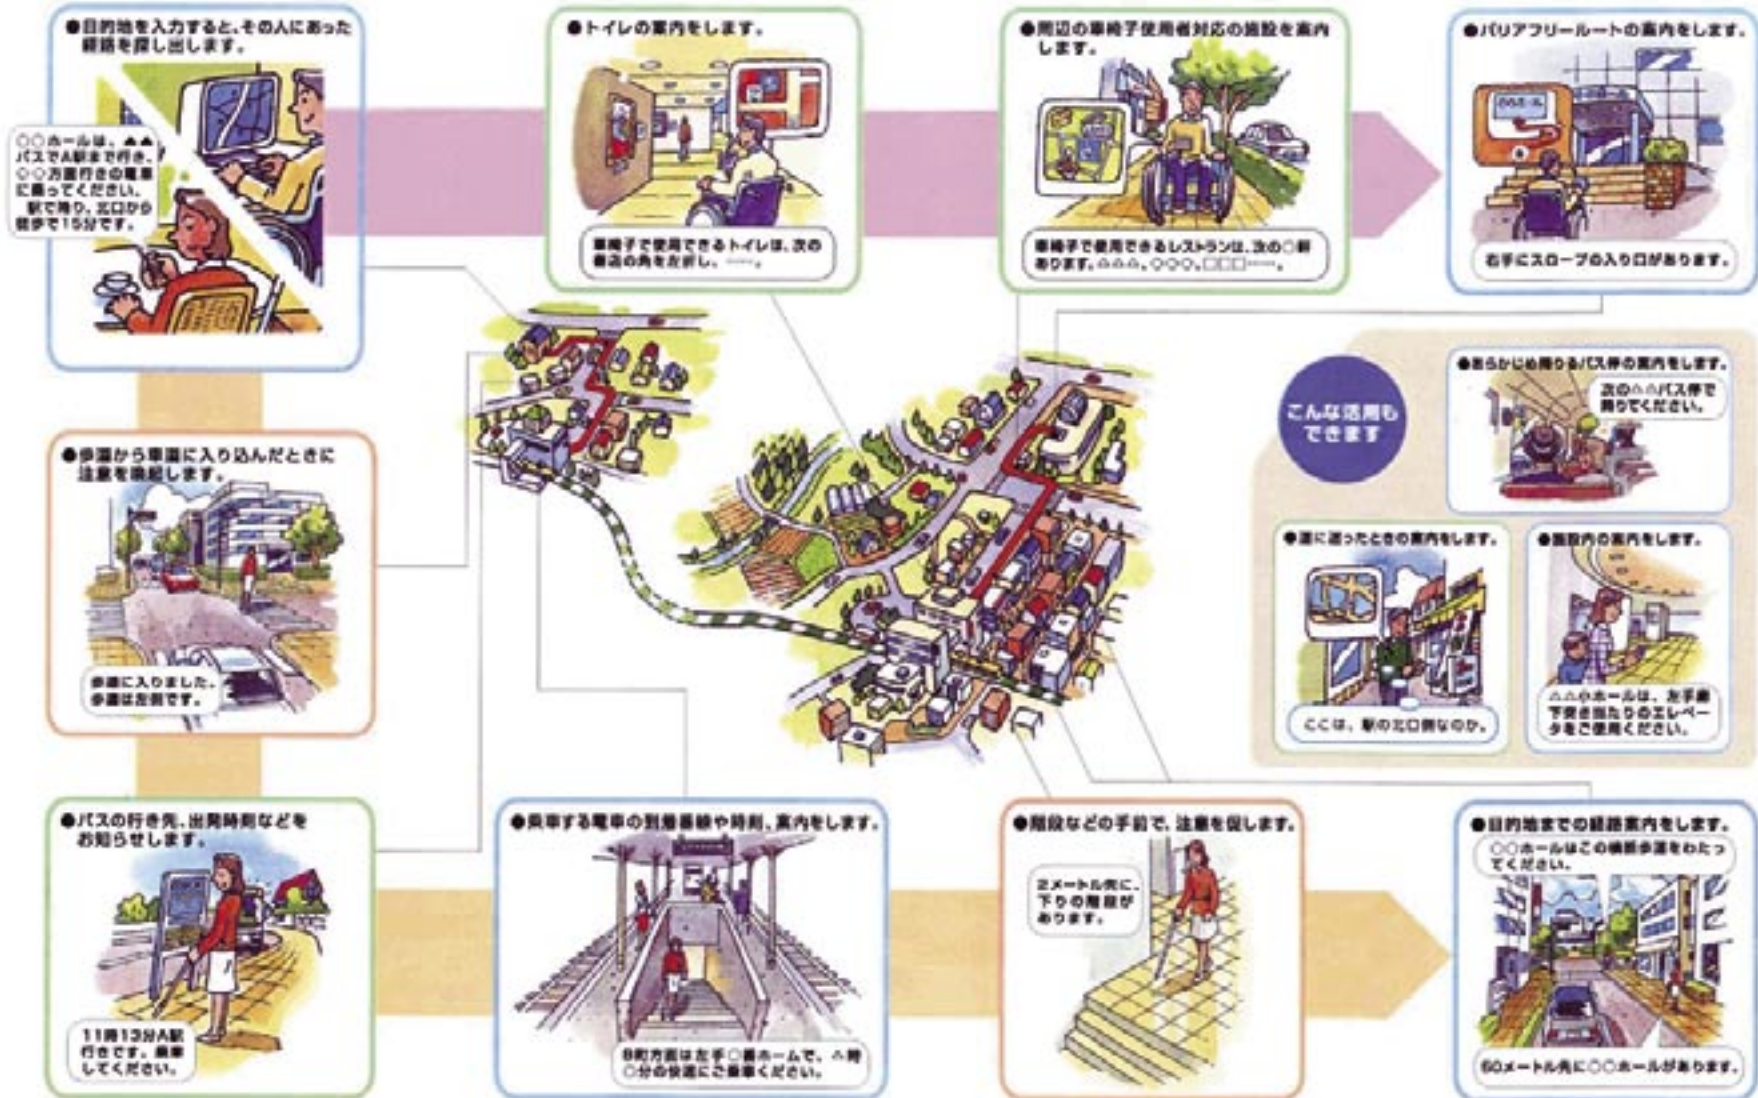 ●目的地を入力すると、その人にあった
経路を探し出します。
○○ホールは、▲▲
バスでA駅まで行き、
◇◇方面行きの電車
に乗ってください。
駅で降り、北口から
徒歩で15分です。
●トイレの案内をします。
車椅子で使用できるトイレは、次の
書店の角を左折し、……。
●周辺の車椅子使用者対応の施設を案内
します。
車椅子で使用できるレストランは、次の○軒
あります。△△△、○○○、□□□……。
●バリアフリールートの案内をします。
○○ホール
右手にスロープの入り口があります。
こんな活用も
できます
●あらかじめ降りるバス停の案内をします。
次の△△バス停で
降りてください。
●道に迷ったときの案内をします。
ここは、駅の北口側なのか。
●施設内の案内をします。
△△小ホールは、左手廊
下突き当たりのエレベー
タをご使用ください。
●歩道から車道に入り込んだときに
注意を喚起します。
車道に入りました。
歩道は左側です。
●バスの行き先、出発時刻などを
お知らせします。
11時13分A駅
行きです。乗車
してください。
●乗車する電車の到着番線や時刻、案内をします。
B町方面は左手○番ホームで、△時
○分の快速にご乗車ください。
●階段などの手前で、注意を促します。
2メートル先に、
下りの階段が
あります。
●目的地までの経路案内をします。
○○ホールはこの横断歩道をわたっ
てください。
60メートル先に○○ホールがあります。